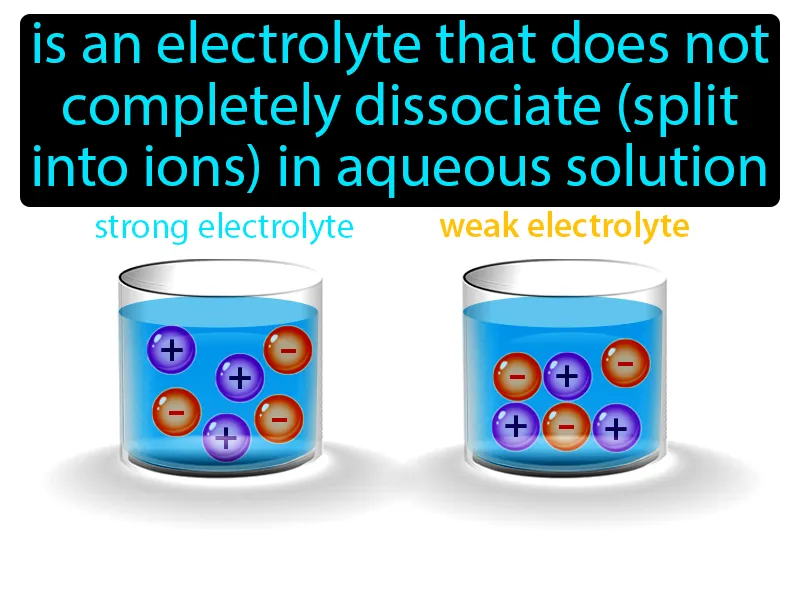 is an electrolyte that does not
completely dissociate (split
into ions) in aqueous solution
strong electrolyte
weak electrolyte
+ -
+
- -
+
-
- +
+ - +